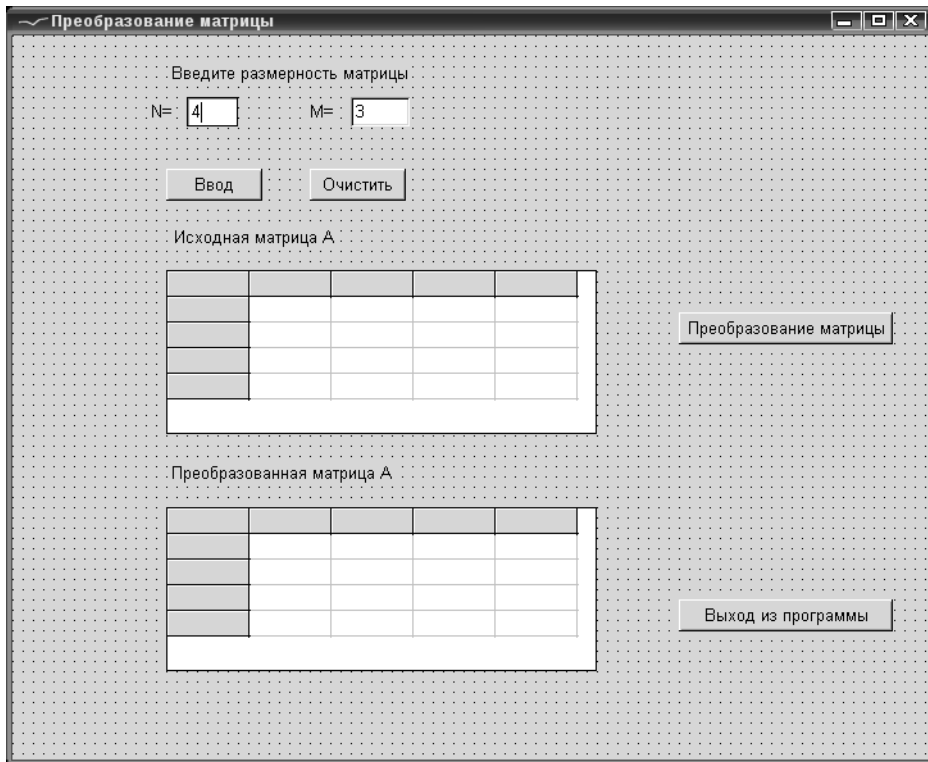 Преобразование матрицы
Введите размерность матрицы
N= 4 M= 3
Ввод Очистить
Исходная матрица A
Преобразование матрицы
Преобразованная матрица A
Выход из программы